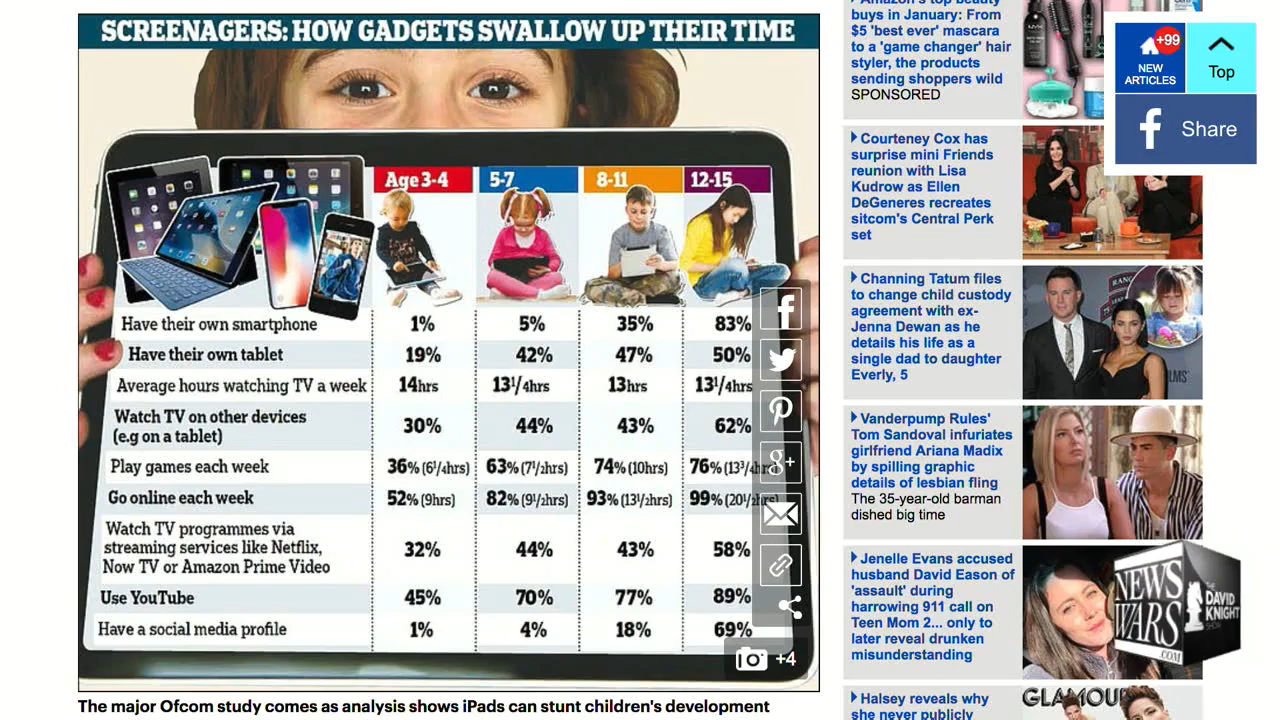 SCREENAGERS: HOW GADGETS SWALLOW UP THEIR TIME
Age 3-4 5-7 8-11 12-15
Have their own smartphone 1% 5% 35% 83%
Have their own tablet 19% 42% 47% 50%
Average hours watching TV a week 14hrs 13¹/4hrs 13hrs 13¹/4hrs
Watch TV on other devices
(e.g on a tablet) 30% 44% 43% 62%
Play games each week 36% (6¹/4hrs) 63% (7¹/2hrs) 74% (10hrs) 76% (13³/4hrs)
Go online each week 52% (9hrs) 82% (9¹/2hrs) 93% (13¹/2hrs) 99% (20¹/2hrs)
Watch TV programmes via
streaming services like Netflix, 32% 44% 43% 58%
Now TV or Amazon Prime Video
Use YouTube 45% 70% 77% 89%
Have a social media profile 1% 4% 18% 69%
g+
+4
The major Ofcom study comes as analysis shows iPads can stunt children's development
Amazon's top beauty
buys in January: From
$5 'best ever' mascara
to a 'game changer' hair
styler, the products
sending shoppers wild
SPONSORED
Courteney Cox has
surprise mini Friends
reunion with Lisa
Kudrow as Ellen
DeGeneres recreates
sitcom's Central Perk
set
Channing Tatum files
to change child custody
agreement with ex-
Jenna Dewan as he
details his life as a
single dad to daughter
Everly, 5
Vanderpump Rules'
Tom Sandoval infuriates
girlfriend Ariana Madix
by spilling graphic
details of lesbian fling
The 35-year-old barman
dished big time
Jenelle Evans accused
husband David Eason of
'assault' during
harrowing 911 call on
Teen Mom 2... only to
later reveal drunken
misunderstanding
Halsey reveals why
she never publicly
GLAMOUR
+99
NEW
ARTICLES
Top
Share
NEWS
WARS
.COM
THE
DAVID
KNIGHT
SHOW